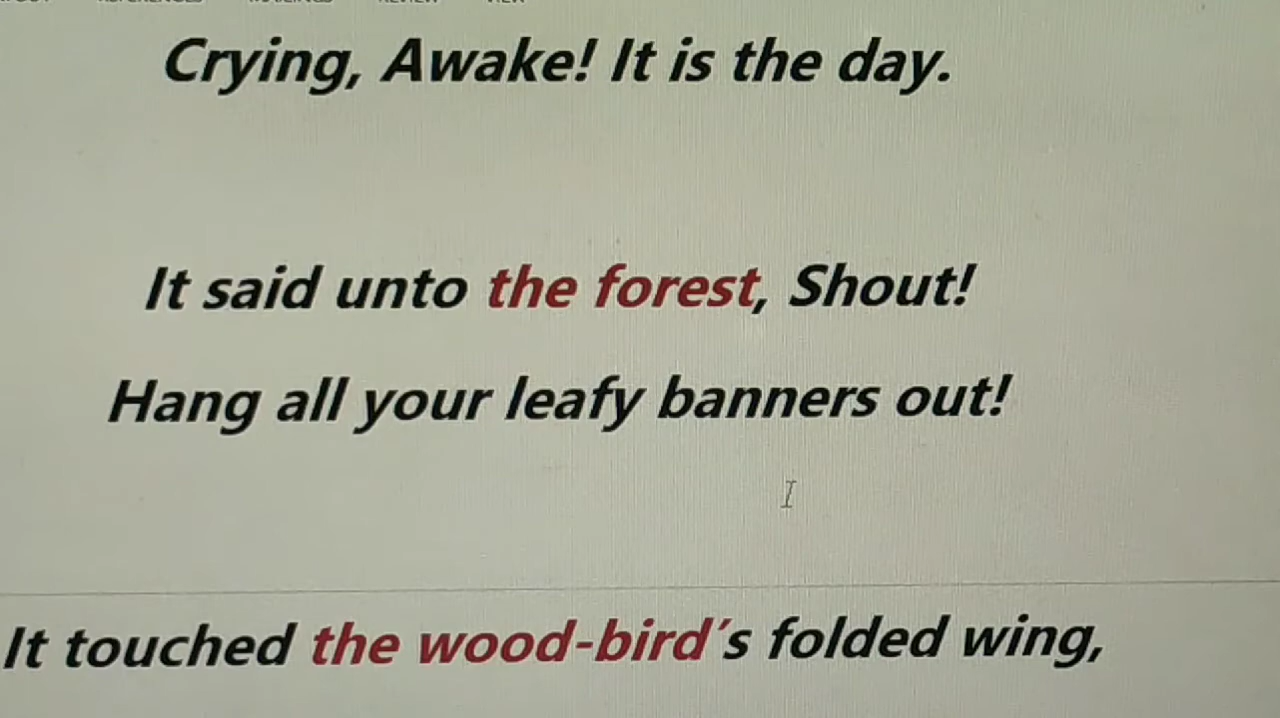 Crying, Awake! It is the day.
It said unto the forest, Shout!
Hang all your leafy banners out!
It touched the wood-bird's folded wing,